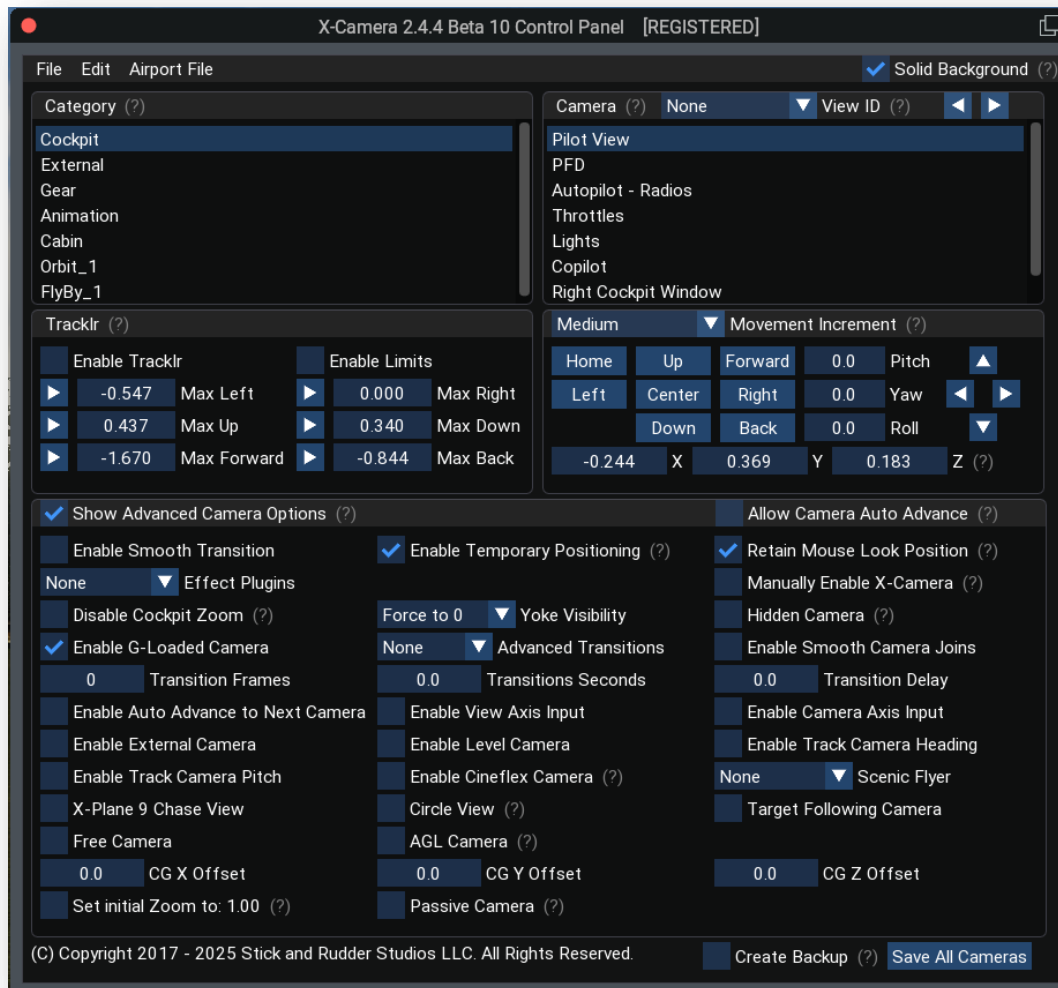 X-Camera 2.4.4 Beta 10 Control Panel [REGISTERED]
File Edit Airport File Solid Background (?)
Category (?)
Cockpit
External
Gear
Animation
Cabin
Orbit_1
FlyBy_1
Camera (?) None View ID (?)
Pilot View
PFD
Autopilot - Radios
Throttles
Lights
Copilot
Right Cockpit Window
TrackIr (?)
Enable TrackIr Enable Limits
-0.547 Max Left 0.000 Max Right
0.437 Max Up 0.340 Max Down
-1.670 Max Forward -0.844 Max Back
Medium Movement Increment (?)
Home Up Forward 0.0 Pitch
Left Center Right 0.0 Yaw
Down Back 0.0 Roll
-0.244 X 0.369 Y 0.183 Z (?)
Show Advanced Camera Options (?) Allow Camera Auto Advance (?)
Enable Smooth Transition Enable Temporary Positioning (?) Retain Mouse Look Position (?)
None Effect Plugins Manually Enable X-Camera (?)
Disable Cockpit Zoom (?) Force to 0 Yoke Visibility Hidden Camera (?)
Enable G-Loaded Camera None Advanced Transitions Enable Smooth Camera Joins
0 Transition Frames 0.0 Transitions Seconds 0.0 Transition Delay
Enable Auto Advance to Next Camera Enable View Axis Input Enable Camera Axis Input
Enable External Camera Enable Level Camera Enable Track Camera Heading
Enable Track Camera Pitch Enable Cineflex Camera (?) None Scenic Flyer
X-Plane 9 Chase View Circle View (?) Target Following Camera
Free Camera AGL Camera (?)
0.0 CG X Offset 0.0 CG Y Offset 0.0 CG Z Offset
Set initial Zoom to: 1.00 (?) Passive Camera (?)
(C) Copyright 2017 - 2025 Stick and Rudder Studios LLC. All Rights Reserved. Create Backup (?) Save All Cameras